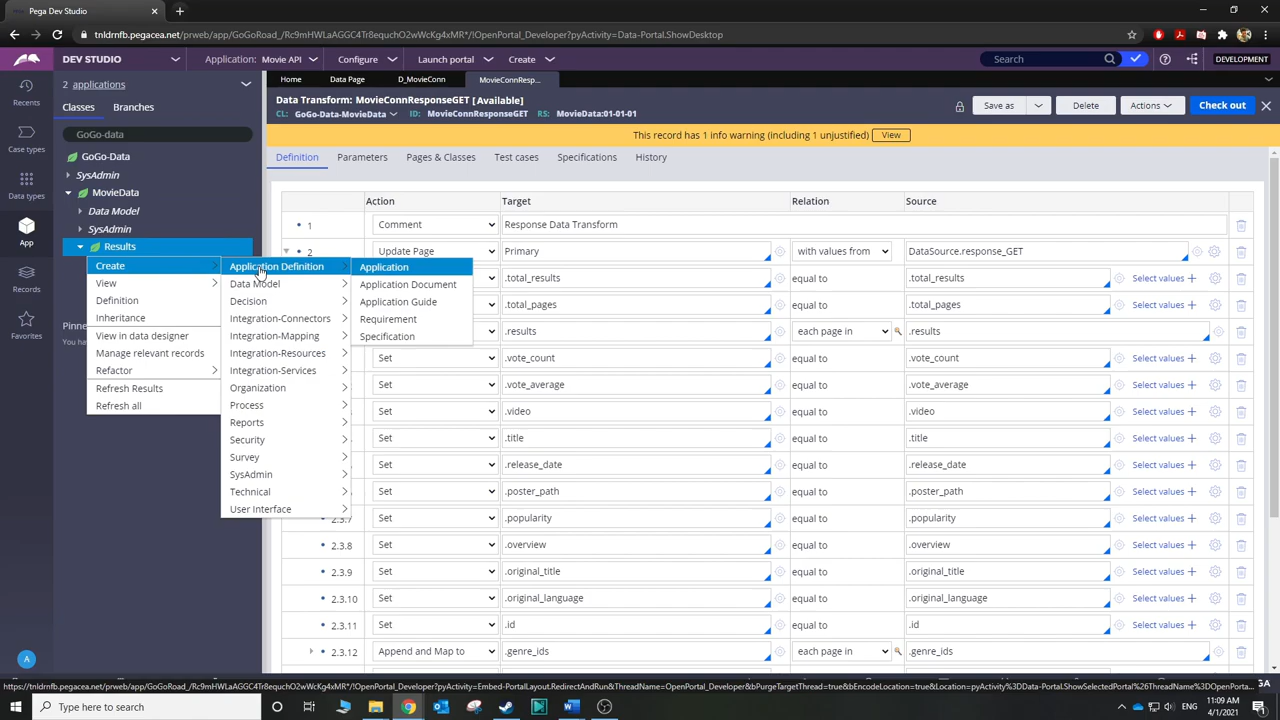 Pega Dev Studio
tnldrnfb.pegacea.net/prweb/app/GoGoRoad_/Rc9mHWsLaAGGC4Tr8equchO2wWcKg4Mr*/!OpenPortal_Developer?pyActivity=Data-Portal.ShowDesktop
DEV STUDIO
Application: Movie API
Configure
Launch portal
Create
Search
DEVELOPMENT
2 applications
Home
Data Page
D_MovieConn
MovieConnResp...
Recents
Classes
Branches
Data Transform: MovieConnResponseGET [Available]
CL: GoGo-Data-MovieData ID: MovieConnResponseGET RS: MovieData:01-01-01
Save as
Delete
Actions
Check out
Case types
GoGo-data
This record has 1 info warning (including 1 unjustified) View
GoGo-Data
SysAdmin
Definition
Parameters
Pages & Classes
Test cases
Specifications
History
Data types
MovieData
Data Model
SysAdmin
Action Target Relation Source
App
Results
1 Comment Response Data Transform
2 Update Page Primary with values from DataSource.response_GET
Create
View
Definition
Inheritance
View in data designer
Manage relevant records
Refactor
Refresh Results
Refresh all
Records
Favorites
Application Definition
Data Model
Decision
Integration-Connectors
Integration-Mapping
Integration-Resources
Integration-Services
Organization
Process
Reports
Security
Survey
SysAdmin
Technical
User Interface
Application
Application Document
Application Guide
Requirement
Specification
.total_results equal to .total_results Select values
.total_pages equal to .total_pages Select values
.results each page in .results
Set .vote_count equal to .vote_count Select values
Set .vote_average equal to .vote_average Select values
Set .video equal to .video Select values
Set .title equal to .title Select values
Set .release_date equal to .release_date Select values
Set .poster_path equal to .poster_path Select values
2.3.7 Set .popularity equal to .popularity Select values
2.3.8 Set .overview equal to .overview Select values
2.3.9 Set .original_title equal to .original_title Select values
2.3.10 Set .original_language equal to .original_language Select values
2.3.11 Set .id equal to .id Select values
2.3.12 Append and Map to .genre_ids each page in .genre_ids
A
Type here to search
ENG
11:09 AM
4/1/2021